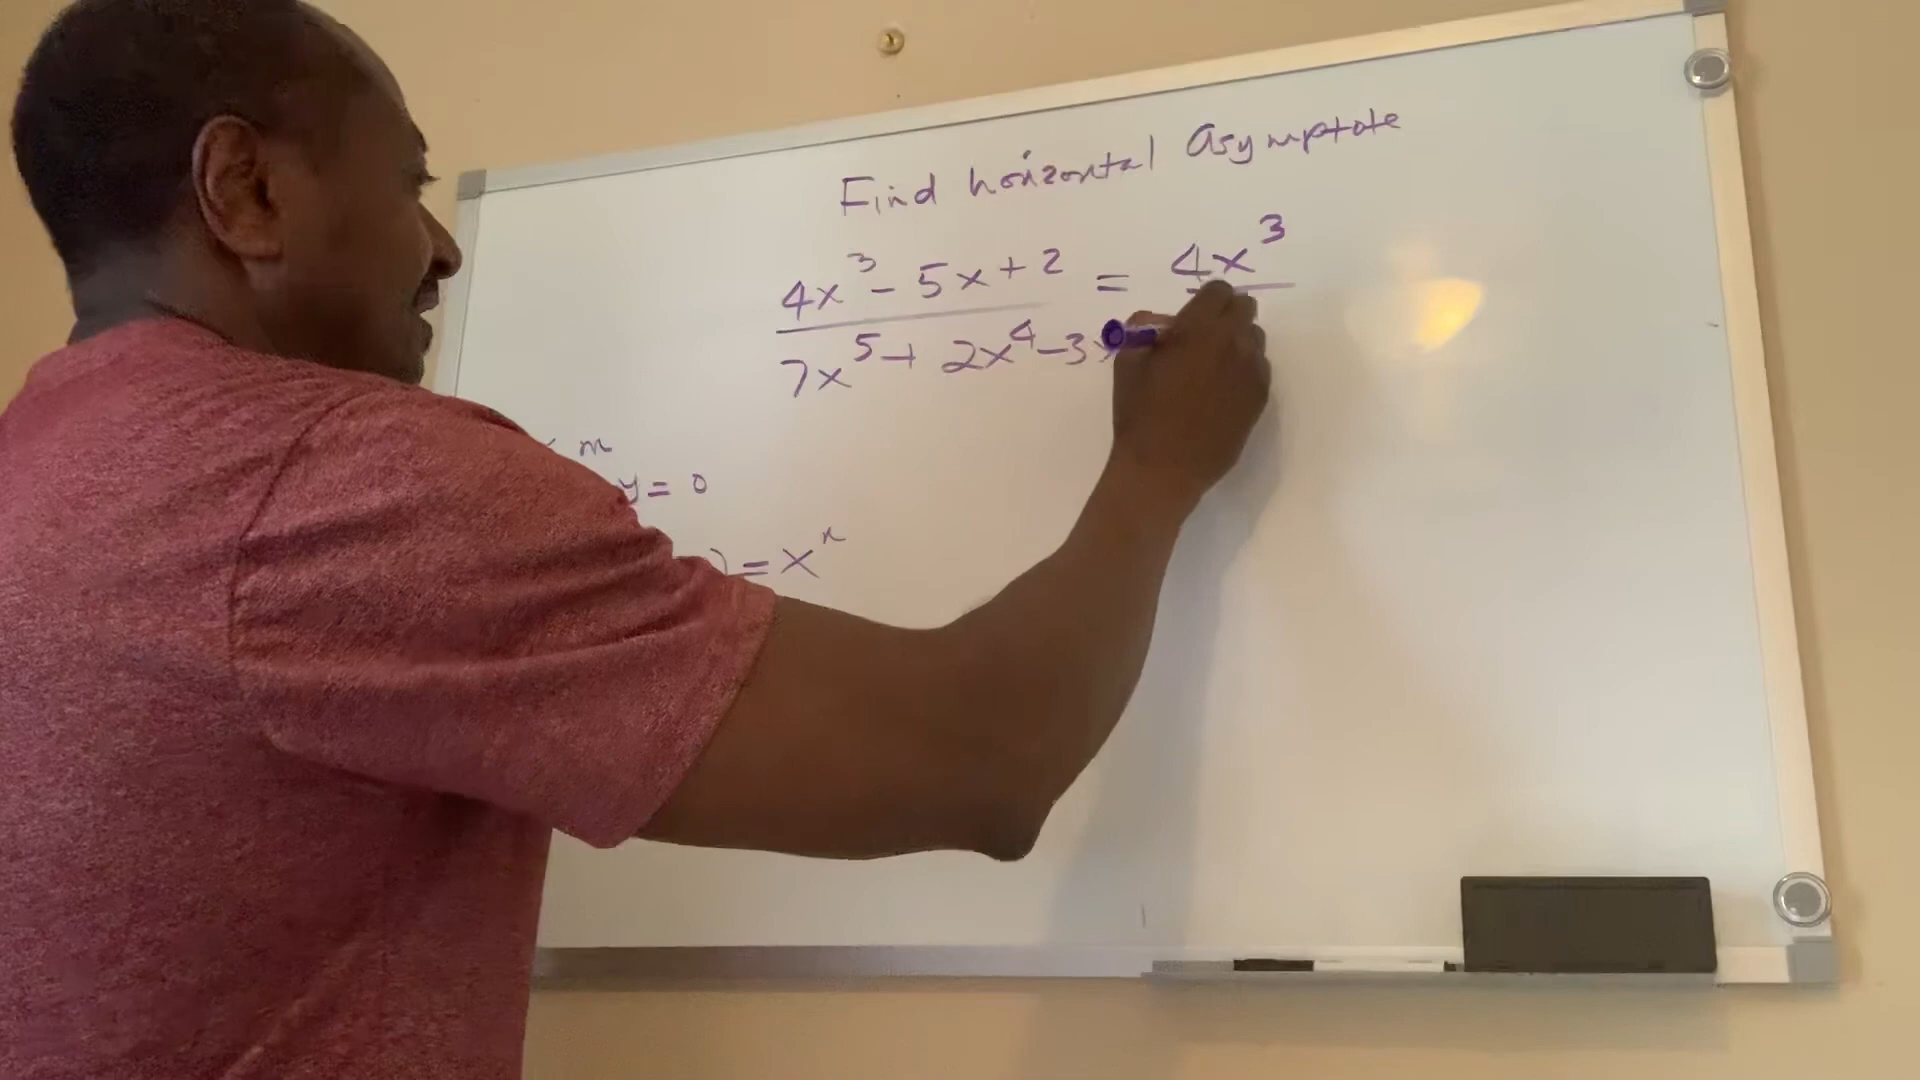 Find horizontal Asymptote
4x³ - 5x + 2 = 4x³
7x⁵ + 2x⁴ - 3x
m
y = 0
) = xⁿ